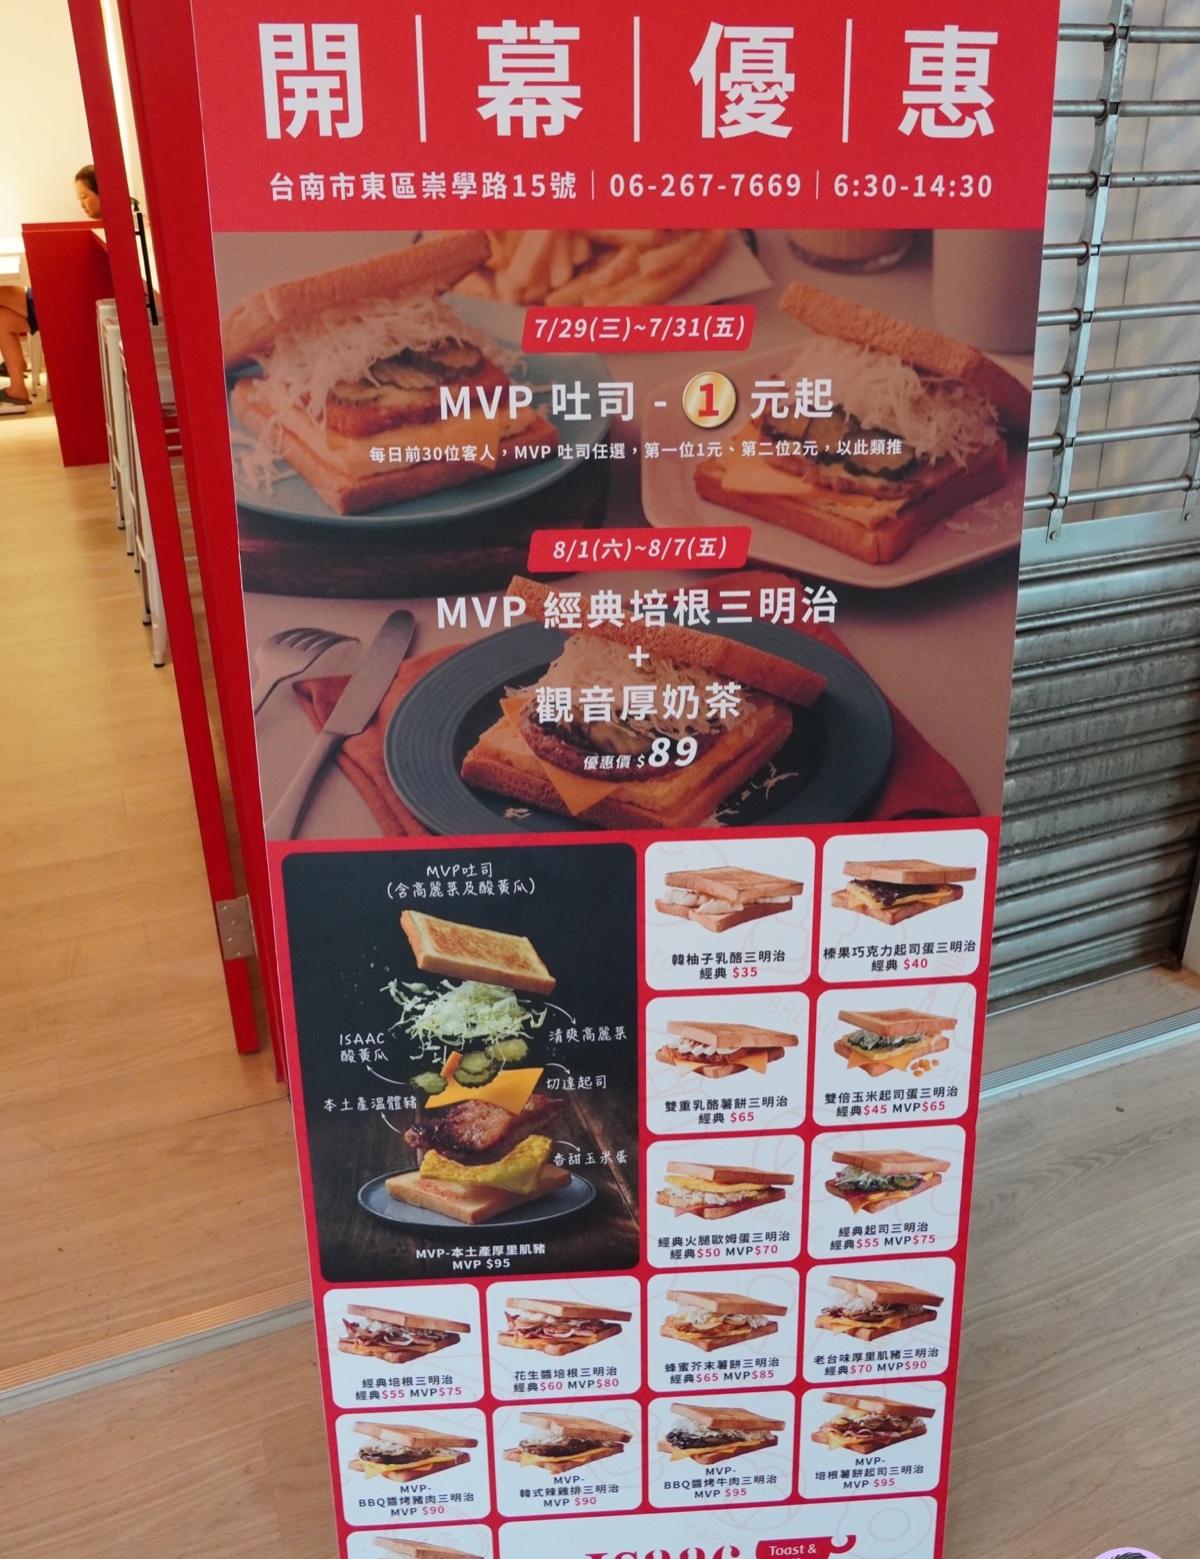 開｜幕｜優｜惠
台南市東區崇學路15號｜06-267-7669｜6:30-14:30
7/29(三)~7/31(五)
MVP 吐司 - 1 元起
每日前30位客人，MVP 吐司任選，第一位1元、第二位2元，以此類推
8/1(六)~8/7(五)
MVP 經典培根三明治
+
觀音厚奶茶
優惠價 $89
MVP吐司
(含高麗菜及酸黃瓜)
ISAAC
酸黃瓜
清爽高麗菜
切達起司
本土產溫體豬
香甜玉米蛋
MVP-本土產厚里肌豬
MVP $95
韓柚子乳酪三明治
經典 $35
榛果巧克力起司蛋三明治
經典 $40
雙重乳酪薯餅三明治
經典 $65
雙倍玉米起司蛋三明治
經典$45 MVP$65
經典火腿歐姆蛋三明治
經典$50 MVP$70
經典起司三明治
經典$55 MVP$75
經典培根三明治
經典$55 MVP$75
花生醬培根三明治
經典$60 MVP$80
蜂蜜芥末薯餅三明治
經典$65 MVP$85
老台味厚里肌豬三明治
經典$70 MVP$90
MVP-
BBQ醬烤豬肉三明治
MVP $90
MVP-
韓式辣雞排三明治
MVP $90
MVP-
BBQ醬烤牛肉三明治
MVP $95
MVP-
培根薯餅起司三明治
MVP $95
Toast &